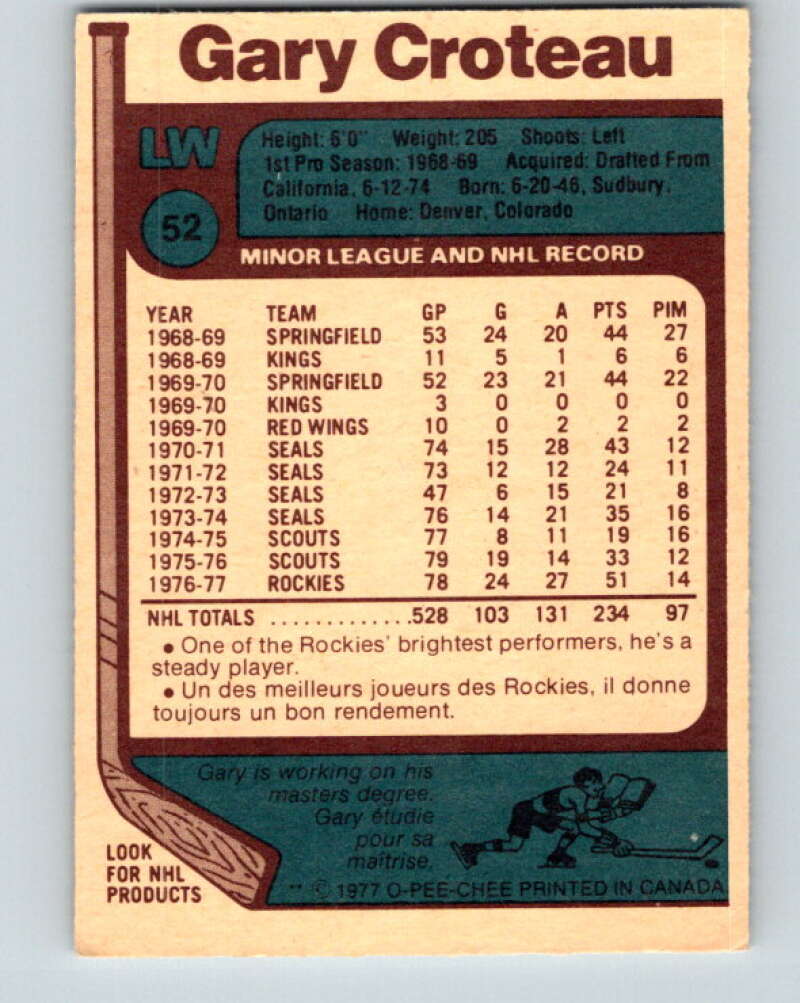 Gary Croteau
LW
Height: 6'0" Weight: 205 Shoots: Left
1st Pro Season: 1968-69 Acquired: Drafted From
California, 6-12-74 Born: 6-20-46, Sudbury,
Ontario Home: Denver, Colorado
52
MINOR LEAGUE AND NHL RECORD
YEAR TEAM GP G A PTS PIM
1968-69 SPRINGFIELD 53 24 20 44 27
1968-69 KINGS 11 5 1 6 6
1969-70 SPRINGFIELD 52 23 21 44 22
1969-70 KINGS 3 0 0 0 0
1969-70 RED WINGS 10 0 2 2 2
1970-71 SEALS 74 15 28 43 12
1971-72 SEALS 73 12 12 24 11
1972-73 SEALS 47 6 15 21 8
1973-74 SEALS 76 14 21 35 16
1974-75 SCOUTS 77 8 11 19 16
1975-76 SCOUTS 79 19 14 33 12
1976-77 ROCKIES 78 24 27 51 14
NHL TOTALS .............528 103 131 234 97
• One of the Rockies' brightest performers, he's a
steady player.
• Un des meilleurs joueurs des Rockies, il donne
toujours un bon rendement.
Gary is working on his
masters degree.
Gary étudie
pour sa
maîtrise.
LOOK
FOR NHL
PRODUCTS
** © 1977 O-PEE-CHEE PRINTED IN CANADA